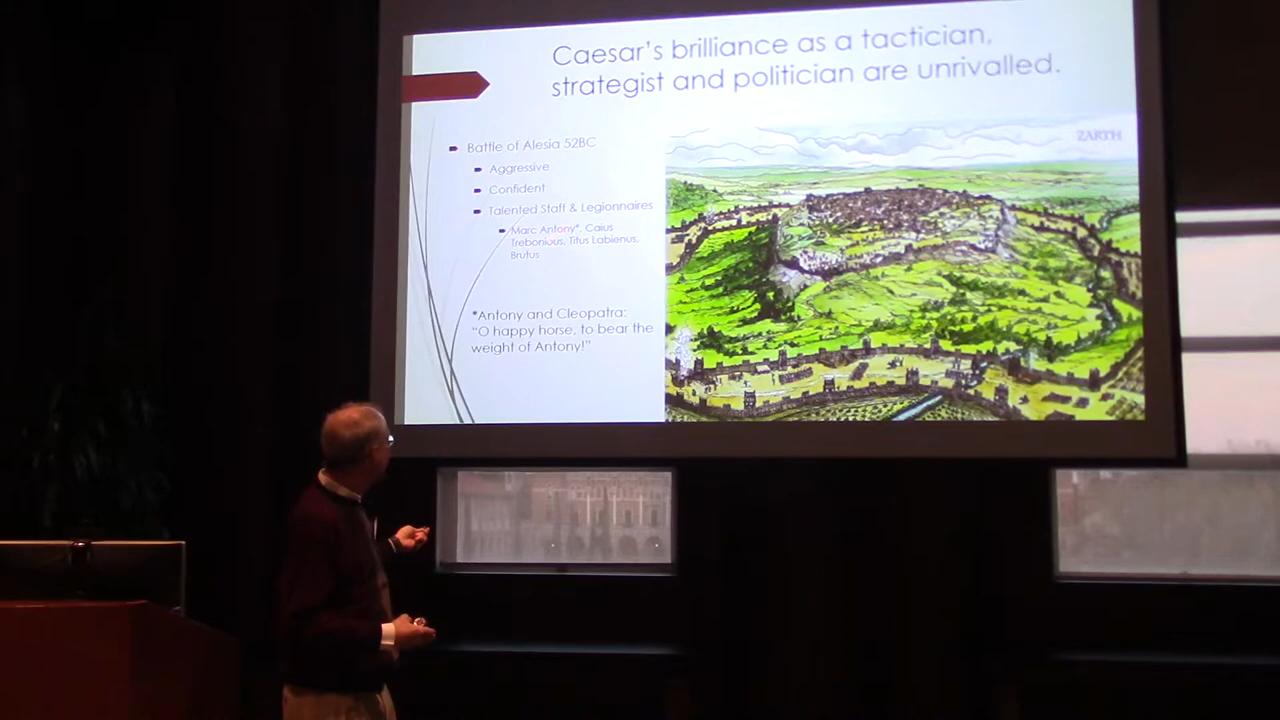 Caesar's brilliance as a tactician,
strategist and politician are unrivalled.
Battle of Alesia 52BC
Aggressive
Confident
Talented Staff & Legionnaires
Marc Antony*, Caius
Trebonious, Titus Labienus,
Brutus
*Antony and Cleopatra:
"O happy horse, to bear the
weight of Antony!"
ZARTH